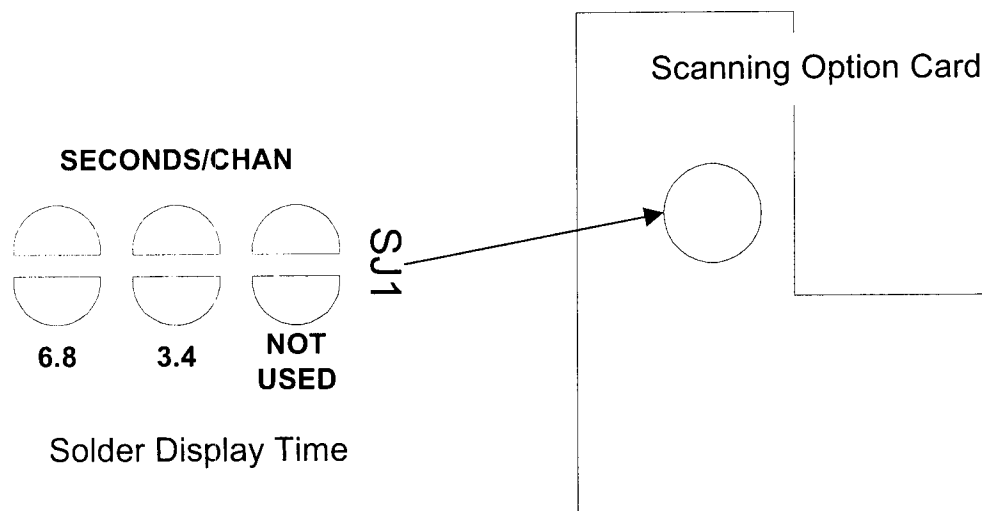 Scanning Option Card
SECONDS/CHAN
SJ1
6.8 3.4 NOT
USED
Solder Display Time